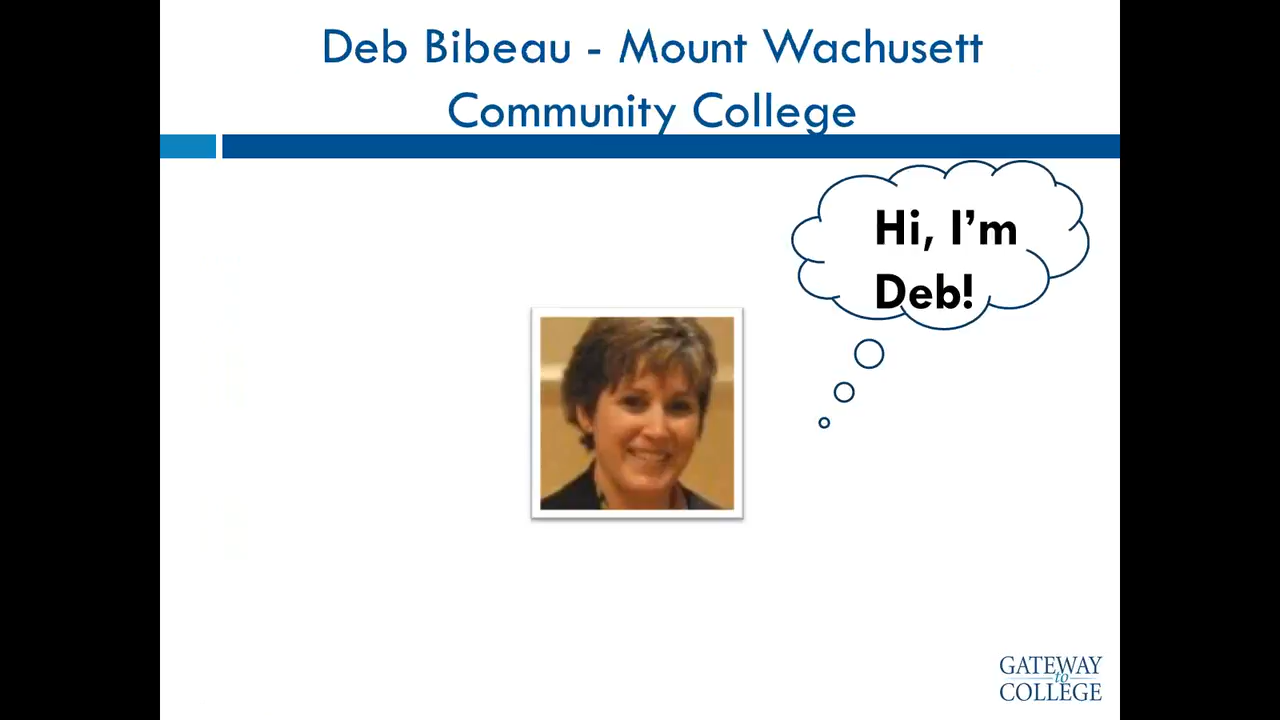 Deb Bibeau - Mount Wachusett
Community College
Hi, I'm
Deb!
GATEWAY
to
COLLEGE